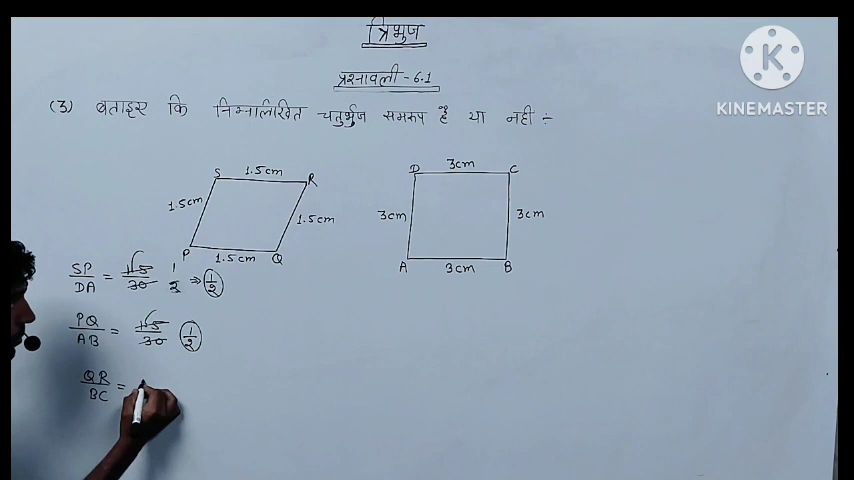 त्रिभुज
प्रश्नावली - 6.1
KINEMASTER
(3) बताइए कि निम्नलिखित चतुर्भुज समरूप है या नही ÷
S 1.5cm R
1.5cm 1.5cm
P 1.5cm Q
D 3cm C
3cm 3cm
A 3cm B
SP/DA = 15/30 1/2 ⇒ 1/2
PQ/AB = 15/30 1/2
QR/BC =